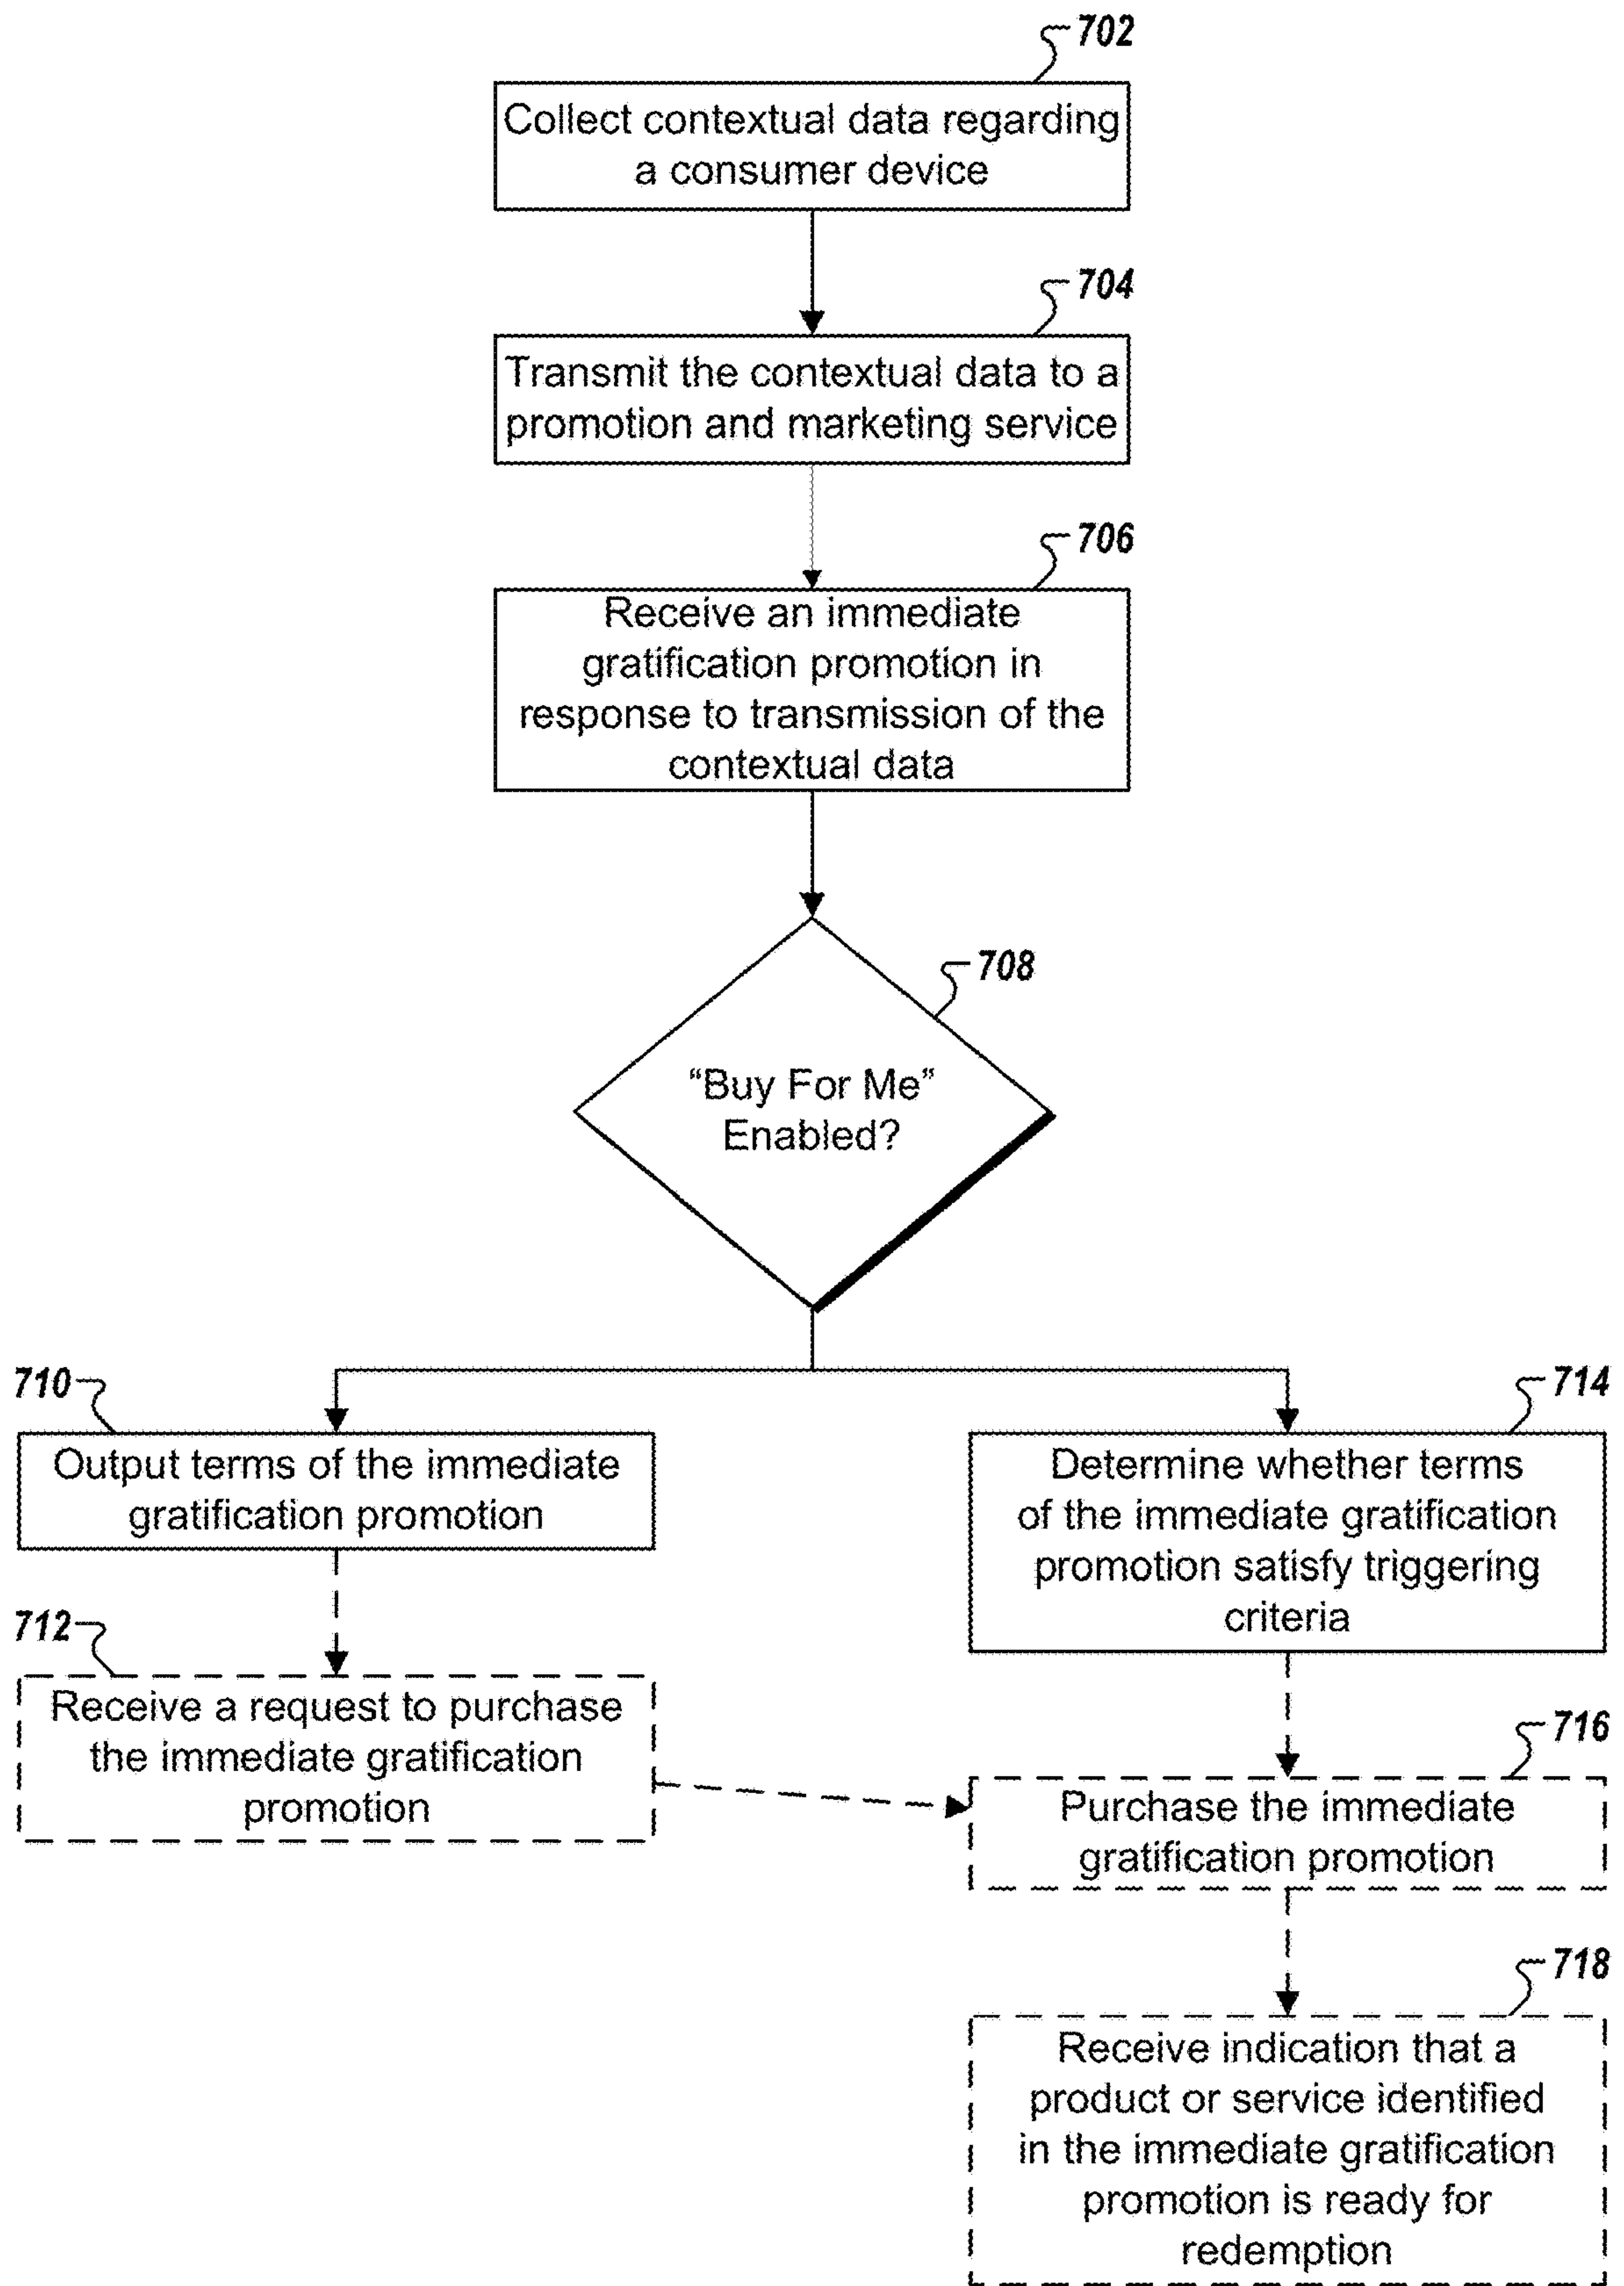 702
Collect contextual data regarding
a consumer device
704
Transmit the contextual data to a
promotion and marketing service
706
Receive an immediate
gratification promotion in
response to transmission of the
contextual data
708
“Buy For Me”
Enabled?
710
Output terms of the immediate
gratification promotion
712
Receive a request to purchase
the immediate gratification
promotion
714
Determine whether terms
of the immediate gratification
promotion satisfy triggering
criteria
716
Purchase the immediate
gratification promotion
718
Receive indication that a
product or service identified
in the immediate gratification
promotion is ready for
redemption